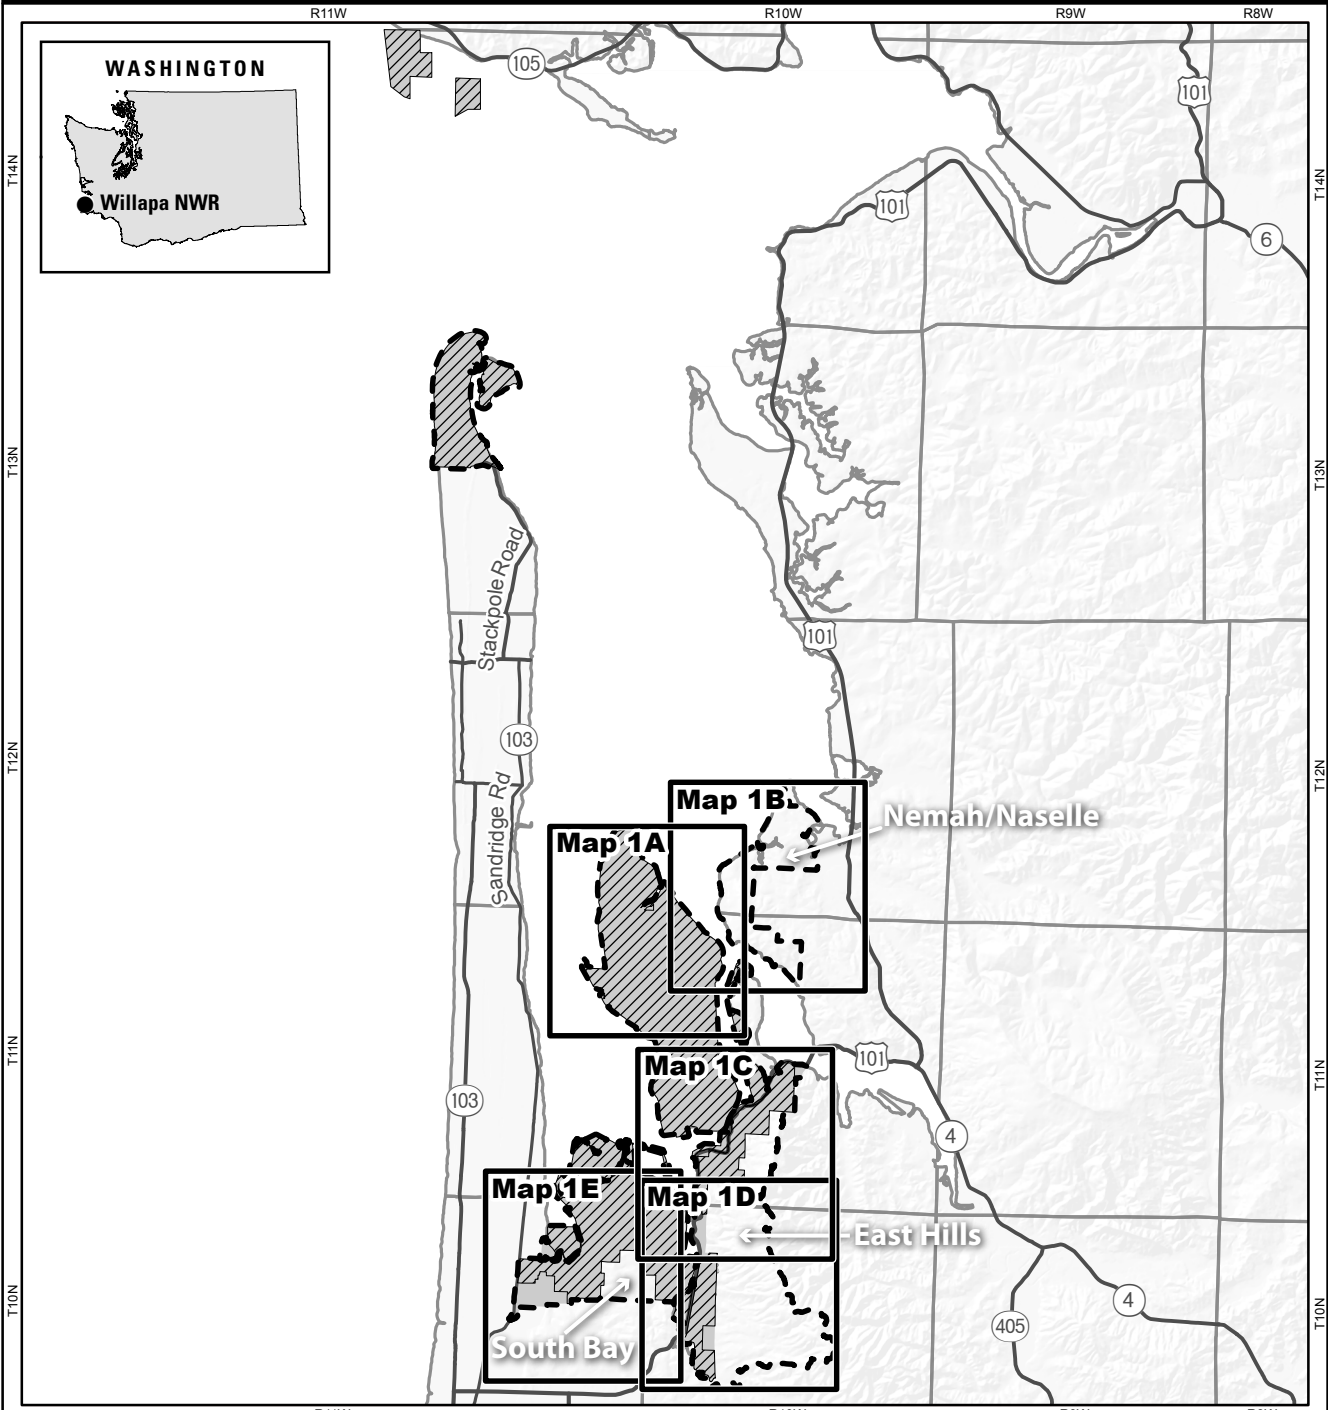 R11W
R10W
R9W
R8W
WASHINGTON
Willapa NWR
105
101
T14N
T14N
101
6
T13N
T13N
Stackpole Road
101
103
T12N
T12N
Sandridge Rd
Map 1B
Nemah/Naselle
Map 1A
T11N
T11N
101
Map 1C
103
4
Map 1E
Map 1D
East Hills
T10N
T10N
4
405
South Bay